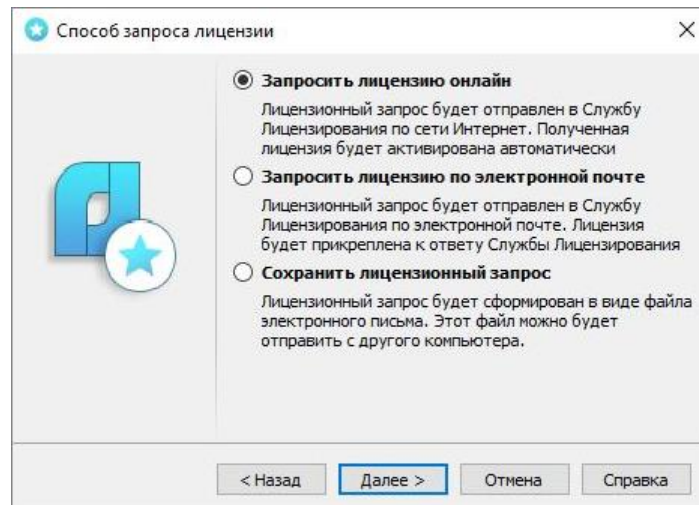 Способ запроса лицензии
Запросить лицензию онлайн
Лицензионный запрос будет отправлен в Службу
Лицензирования по сети Интернет. Полученная
лицензия будет активирована автоматически
Запросить лицензию по электронной почте
Лицензионный запрос будет отправлен в Службу
Лицензирования по электронной почте. Лицензия
будет прикреплена к ответу Службы Лицензирования
Сохранить лицензионный запрос
Лицензионный запрос будет сформирован в виде файла
электронного письма. Этот файл можно будет
отправить с другого компьютера.
< Назад Далее > Отмена Справка